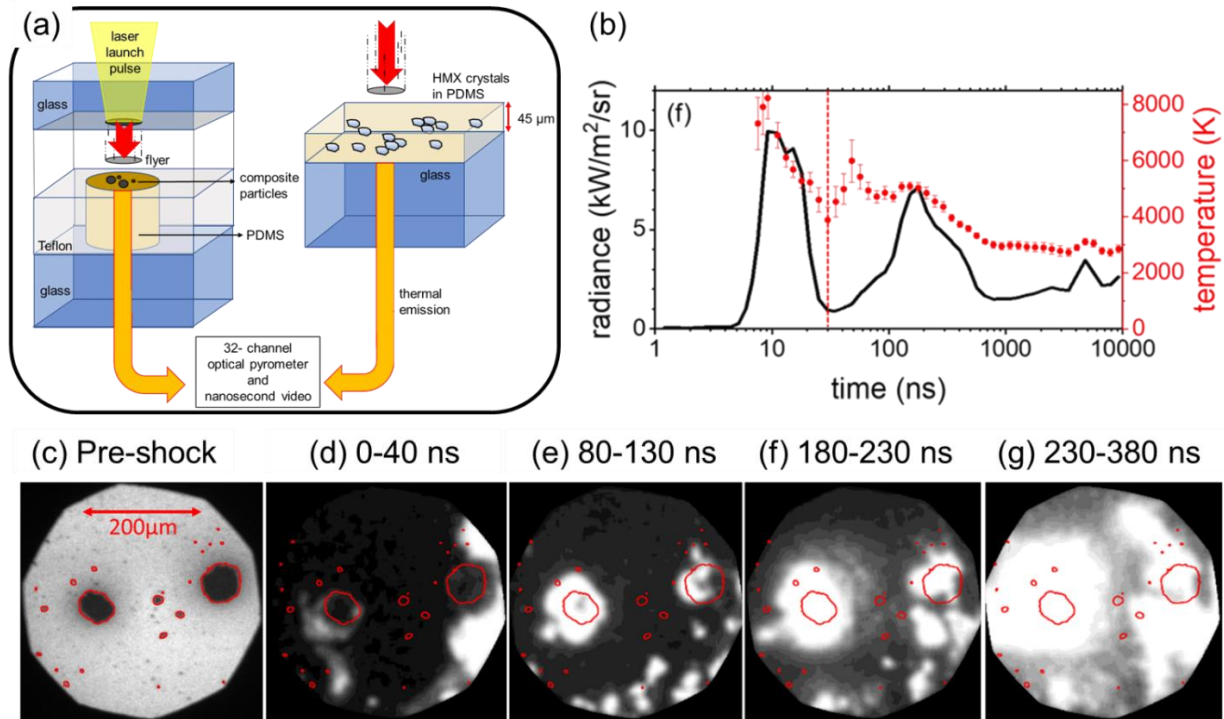 (a)
laser
launch
pulse
glass
flyer
composite
particles
Teflon
PDMS
glass
HMX crystals
in PDMS
45 μm
glass
thermal
emission
32- channel
optical pyrometer
and
nanosecond video
(b)
(f)
radiance (kW/m²/sr)
10
5
0
1 10 100 1000 10000
time (ns)
8000
6000
4000
2000
0
temperature
(K)
(c) Pre-shock
(d) 0-40 ns
(e) 80-130 ns
(f) 180-230 ns
(g) 230-380 ns
200μm